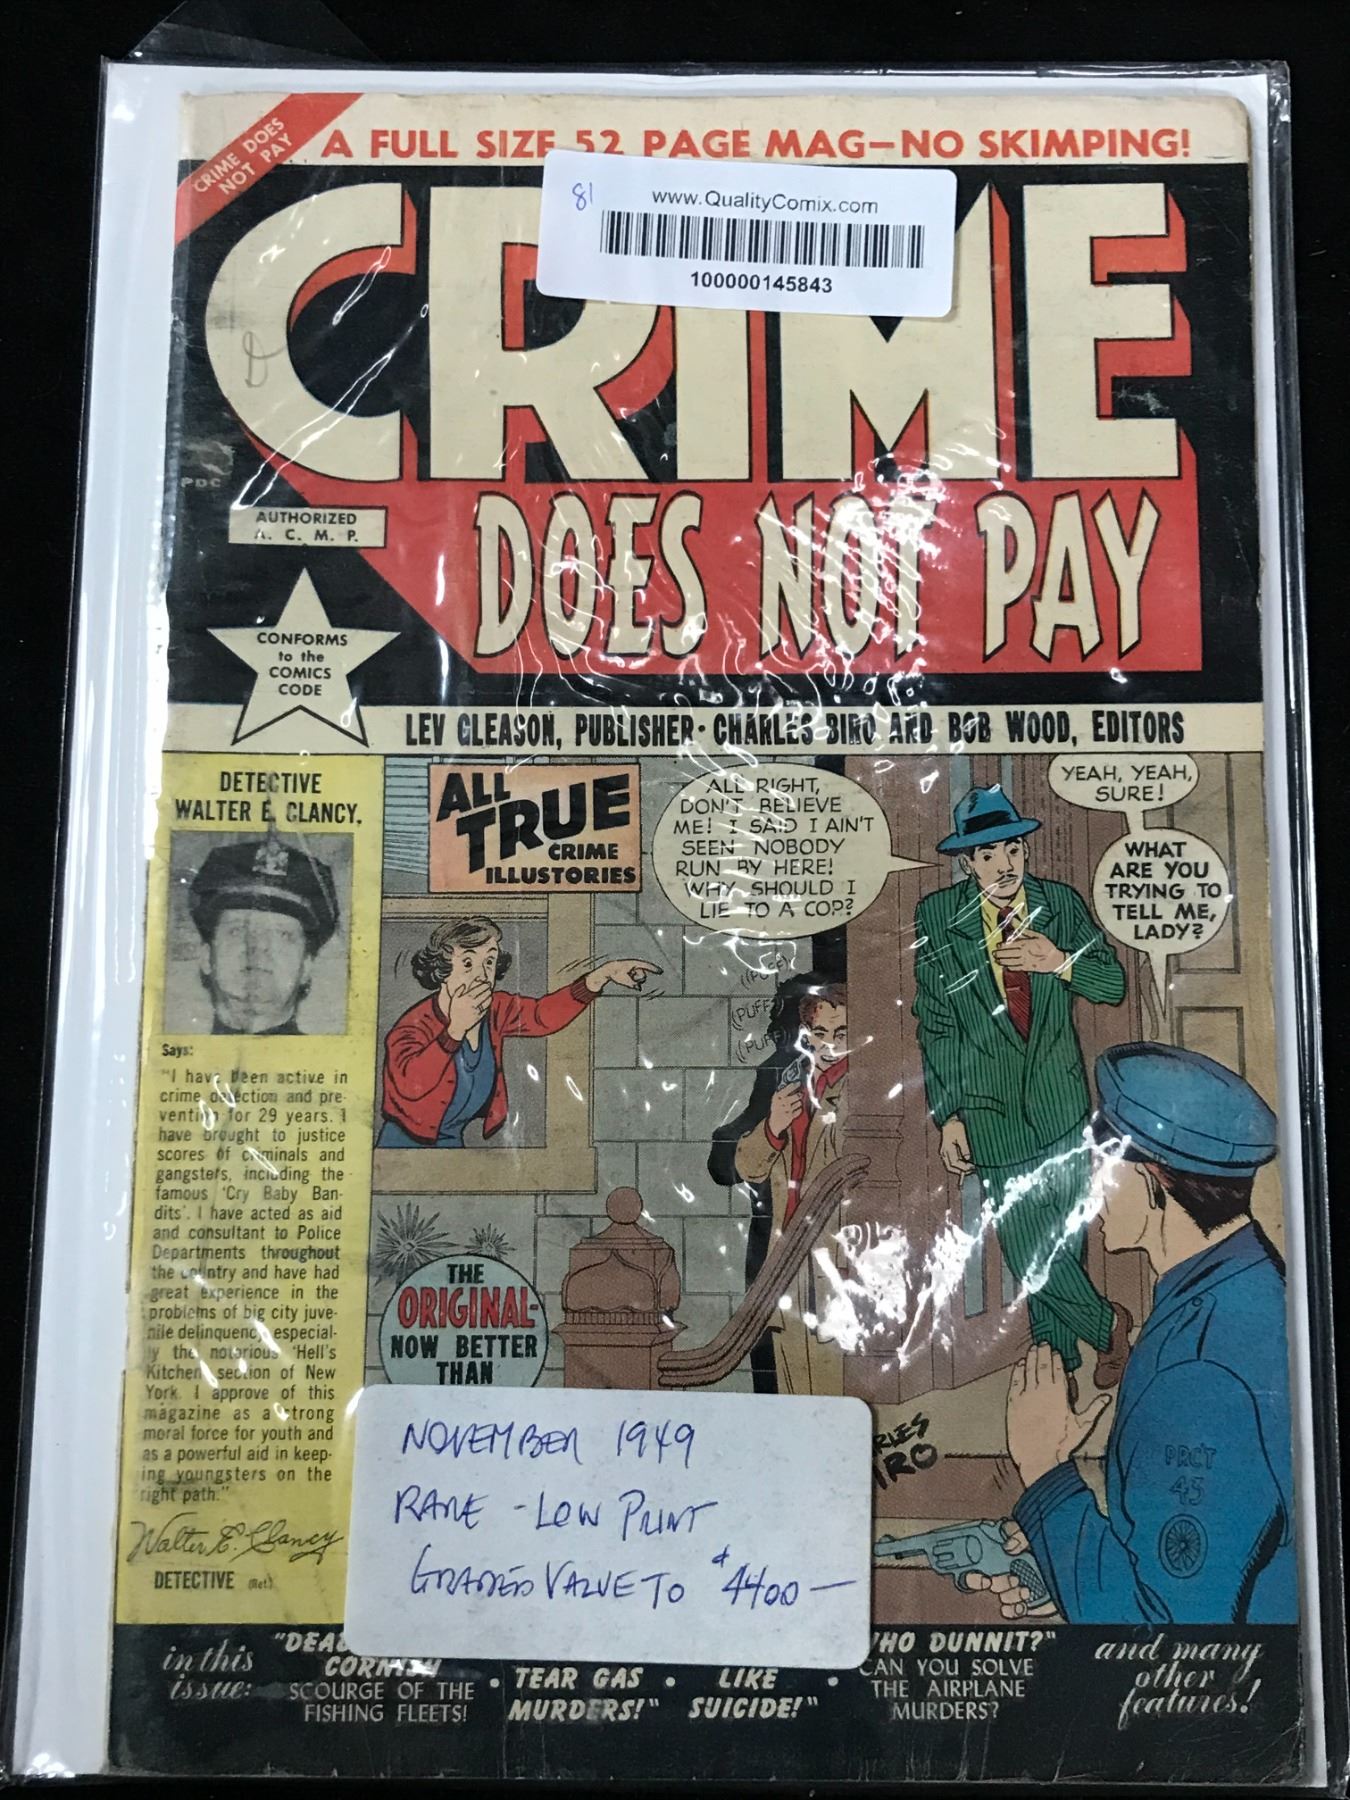 CRIME DOES
NOT PAY
A FULL SIZE 52 PAGE MAG—NO SKIMPING!
81
www.QualityComix.com
100000145843
CRIME
D
PDC
DOES NOT PAY
AUTHORIZED
A. C. M. P.
CONFORMS
to the
COMICS
CODE
LEV GLEASON, PUBLISHER · CHARLES BIRO AND BOB WOOD, EDITORS
DETECTIVE
WALTER E. CLANCY,
Says:
"I have been active in
crime detection and pre-
vention for 29 years. I
have brought to justice
scores of criminals and
gangsters, including the
famous 'Cry Baby Ban-
dits'. I have acted as aid
and consultant to Police
Departments throughout
the country and have had
great experience in the
problems of big city juve-
nile delinquency especial-
ly the notorious 'Hell's
Kitchen' section of New
York. I approve of this
magazine as a strong
moral force for youth and
as a powerful aid in keep-
ing youngsters on the
right path."
Walter E. Clancy
DETECTIVE (Ret.)
ALL
TRUE
CRIME
ILLUSTORIES
ALL RIGHT,
DON'T BELIEVE
ME! I SAID I AIN'T
SEEN NOBODY
RUN BY HERE!
WHY SHOULD I
LIE TO A COP?
YEAH, YEAH,
SURE!
WHAT
ARE YOU
TRYING TO
TELL ME,
LADY?
((PUFF))
((PUFF))
((PUFF))
THE
ORIGINAL-
NOW BETTER
THAN
RLES
IRO
PRCT
43
NOVEMBER 1949
RARE - LOW PRINT
GRADED VALUE TO $4400 —
in this
issue:
"DEA
CORNISH
SCOURGE OF THE
FISHING FLEETS!
• TEAR GAS
MURDERS!"
• LIKE
SUICIDE!"
• WHO DUNNIT?"
CAN YOU SOLVE
THE AIRPLANE
MURDERS?
and many
other
features!